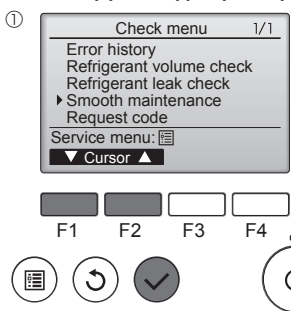 ①
Check menu 1/1
Error history
Refrigerant volume check
Refrigerant leak check
Smooth maintenance
Request code
Service menu:
▼ Cursor ▲
F1 F2 F3 F4